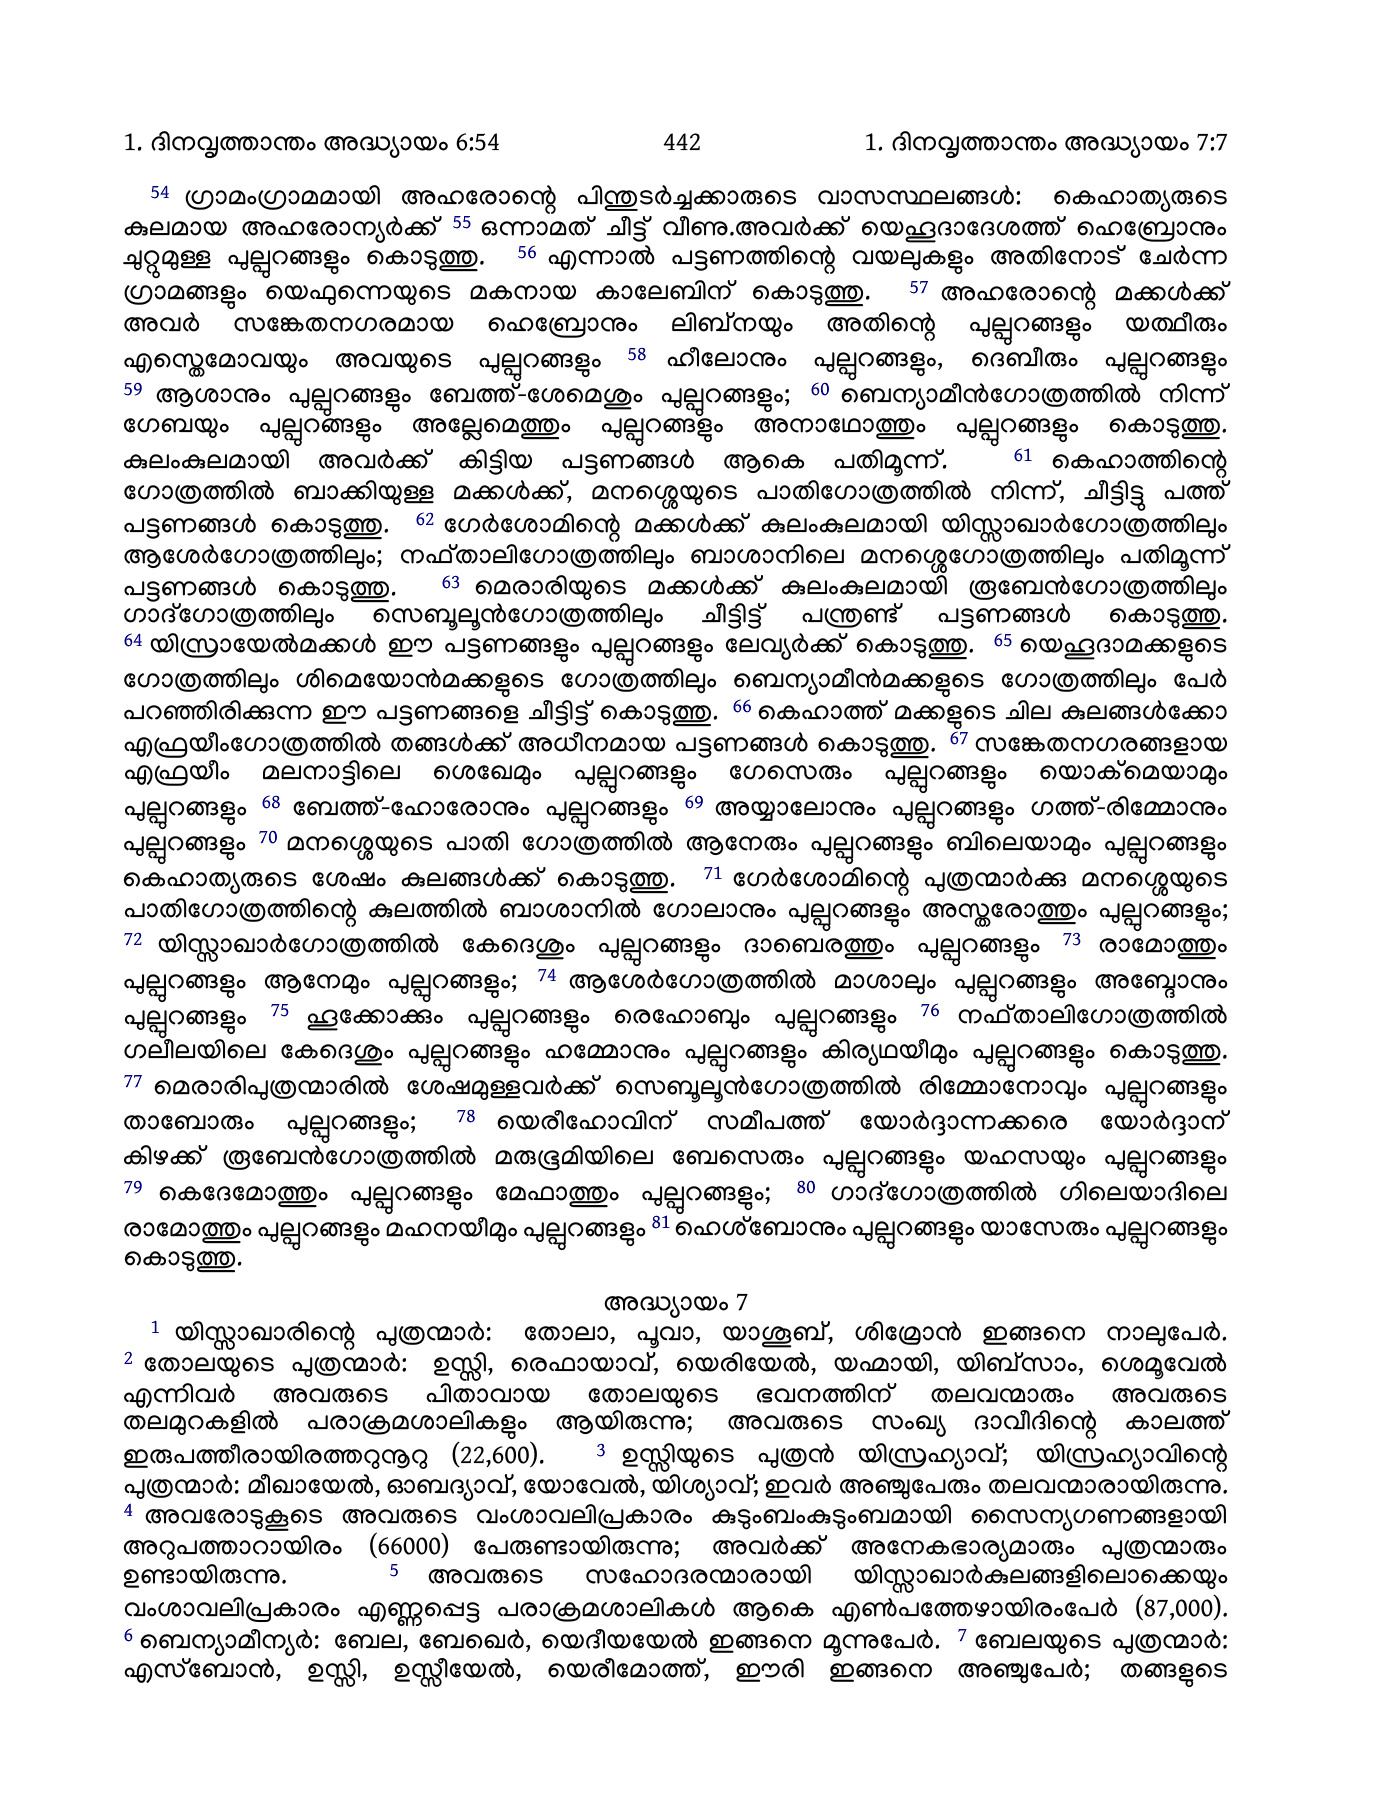 1. ദിനവൃത്താന്തം അദ്ധ്യായം 6:54 442 1. ദിനവൃത്താന്തം അദ്ധ്യായം 7:7
54 ഗ്രാമംഗ്രാമമായി അഹരോന്റെ പിന്തുടർച്ചക്കാരുടെ വാസസ്ഥലങ്ങൾ: കെഹാത്യരുടെ
കുലമായ അഹരോന്യർക്ക് 55 ഒന്നാമത് ചീട്ട് വീണു.അവർക്ക് യെഹൂദാദേശത്ത് ഹെബ്രോനും
ചുറ്റുമുള്ള പുല്പുറങ്ങളും കൊടുത്തു. 56 എന്നാൽ പട്ടണത്തിന്റെ വയലുകളും അതിനോട് ചേർന്ന
ഗ്രാമങ്ങളും യെഫുന്നെയുടെ മകനായ കാലേബിന് കൊടുത്തു. 57 അഹരോന്റെ മക്കൾക്ക്
അവർ സങ്കേതനഗരമായ ഹെബ്രോനും ലിബ്നയും അതിന്റെ പുല്പുറങ്ങളും യത്ഥീരും
എസ്തെമോവയും അവയുടെ പുല്പുറങ്ങളും 58 ഹീലോനും പുല്പുറങ്ങളും, ദെബീരും പുല്പുറങ്ങളും
59 ആശാനും പുല്പുറങ്ങളും ബേത്ത്-ശേമെശും പുല്പുറങ്ങളും; 60 ബെന്യാമീൻഗോത്രത്തിൽ നിന്ന്
ഗേബയും പുല്പുറങ്ങളും അല്ലേമെത്തും പുല്പുറങ്ങളും അനാഥോത്തും പുല്പുറങ്ങളും കൊടുത്തു.
കുലംകുലമായി അവർക്ക് കിട്ടിയ പട്ടണങ്ങൾ ആകെ പതിമൂന്ന്. 61 കെഹാത്തിന്റെ
ഗോത്രത്തിൽ ബാക്കിയുള്ള മക്കൾക്ക്, മനശ്ശെയുടെ പാതിഗോത്രത്തിൽ നിന്ന്, ചീട്ടിട്ടു പത്ത്
പട്ടണങ്ങൾ കൊടുത്തു. 62 ഗേർശോമിന്റെ മക്കൾക്ക് കുലംകുലമായി യിസ്സാഖാർഗോത്രത്തിലും
ആശേർഗോത്രത്തിലും; നഫ്താലിഗോത്രത്തിലും ബാശാനിലെ മനശ്ശെഗോത്രത്തിലും പതിമൂന്ന്
പട്ടണങ്ങൾ കൊടുത്തു. 63 മെരാരിയുടെ മക്കൾക്ക് കുലംകുലമായി രൂബേൻഗോത്രത്തിലും
ഗാദ്ഗോത്രത്തിലും സെബൂലൂൻഗോത്രത്തിലും ചീട്ടിട്ട് പന്ത്രണ്ട് പട്ടണങ്ങൾ കൊടുത്തു.
64 യിസ്രായേൽമക്കൾ ഈ പട്ടണങ്ങളും പുല്പുറങ്ങളും ലേവ്യർക്ക് കൊടുത്തു. 65 യെഹൂദാമക്കളുടെ
ഗോത്രത്തിലും ശിമെയോൻമക്കളുടെ ഗോത്രത്തിലും ബെന്യാമീൻമക്കളുടെ ഗോത്രത്തിലും പേർ
പറഞ്ഞിരിക്കുന്ന ഈ പട്ടണങ്ങളെ ചീട്ടിട്ട് കൊടുത്തു. 66 കെഹാത്ത് മക്കളുടെ ചില കുലങ്ങൾക്കോ
എഫ്രയീംഗോത്രത്തിൽ തങ്ങൾക്ക് അധീനമായ പട്ടണങ്ങൾ കൊടുത്തു. 67 സങ്കേതനഗരങ്ങളായ
എഫ്രയീം മലനാട്ടിലെ ശെഖേമും പുല്പുറങ്ങളും ഗേസെരും പുല്പുറങ്ങളും യൊക്മെയാമും
പുല്പുറങ്ങളും 68 ബേത്ത്-ഹോരോനും പുല്പുറങ്ങളും 69 അയ്യാലോനും പുല്പുറങ്ങളും ഗത്ത്-രിമ്മോനും
പുല്പുറങ്ങളും 70 മനശ്ശെയുടെ പാതി ഗോത്രത്തിൽ ആനേരും പുല്പുറങ്ങളും ബിലെയാമും പുല്പുറങ്ങളും
കെഹാത്യരുടെ ശേഷം കുലങ്ങൾക്ക് കൊടുത്തു. 71 ഗേർശോമിന്റെ പുത്രന്മാർക്കു മനശ്ശെയുടെ
പാതിഗോത്രത്തിന്റെ കുലത്തിൽ ബാശാനിൽ ഗോലാനും പുല്പുറങ്ങളും അസ്തരോത്തും പുല്പുറങ്ങളും;
72 യിസ്സാഖാർഗോത്രത്തിൽ കേദെശും പുല്പുറങ്ങളും ദാബെരത്തും പുല്പുറങ്ങളും 73 രാമോത്തും
പുല്പുറങ്ങളും ആനേമും പുല്പുറങ്ങളും; 74 ആശേർഗോത്രത്തിൽ മാശാലും പുല്പുറങ്ങളും അബ്ദോനും
പുല്പുറങ്ങളും 75 ഹൂക്കോക്കും പുല്പുറങ്ങളും രെഹോബും പുല്പുറങ്ങളും 76 നഫ്താലിഗോത്രത്തിൽ
ഗലീലയിലെ കേദെശും പുല്പുറങ്ങളും ഹമ്മോനും പുല്പുറങ്ങളും കിര്യഥയീമും പുല്പുറങ്ങളും കൊടുത്തു.
77 മെരാരിപുത്രന്മാരിൽ ശേഷമുള്ളവർക്ക് സെബൂലൂൻഗോത്രത്തിൽ രിമ്മോനോവും പുല്പുറങ്ങളും
താബോരും പുല്പുറങ്ങളും; 78 യെരീഹോവിന് സമീപത്ത് യോർദ്ദാന്നക്കരെ യോർദ്ദാന്
കിഴക്ക് രൂബേൻഗോത്രത്തിൽ മരുഭൂമിയിലെ ബേസെരും പുല്പുറങ്ങളും യഹസയും പുല്പുറങ്ങളും
79 കെദേമോത്തും പുല്പുറങ്ങളും മേഫാത്തും പുല്പുറങ്ങളും; 80 ഗാദ്ഗോത്രത്തിൽ ഗിലെയാദിലെ
രാമോത്തും പുല്പുറങ്ങളും മഹനയീമും പുല്പുറങ്ങളും 81 ഹെശ്ബോനും പുല്പുറങ്ങളും യാസേരും പുല്പുറങ്ങളും
കൊടുത്തു.
അദ്ധ്യായം 7
1 യിസ്സാഖാരിന്റെ പുത്രന്മാർ: തോലാ, പൂവാ, യാശൂബ്, ശിമ്രോൻ ഇങ്ങനെ നാലുപേർ.
2 തോലയുടെ പുത്രന്മാർ: ഉസ്സി, രെഫായാവ്, യെരിയേൽ, യഹ്മായി, യിബ്സാം, ശെമൂവേൽ
എന്നിവർ അവരുടെ പിതാവായ തോലയുടെ ഭവനത്തിന് തലവന്മാരും അവരുടെ
തലമുറകളിൽ പരാക്രമശാലികളും ആയിരുന്നു; അവരുടെ സംഖ്യ ദാവീദിന്റെ കാലത്ത്
ഇരുപത്തീരായിരത്തറുനൂറു (22,600). 3 ഉസ്സിയുടെ പുത്രൻ യിസ്രഹ്യാവ്; യിസ്രഹ്യാവിന്റെ
പുത്രന്മാർ: മീഖായേൽ, ഓബദ്യാവ്, യോവേൽ, യിശ്യാവ്; ഇവർ അഞ്ചുപേരും തലവന്മാരായിരുന്നു.
4 അവരോടുകൂടെ അവരുടെ വംശാവലിപ്രകാരം കുടുംബംകുടുംബമായി സൈന്യഗണങ്ങളായി
അറുപത്താറായിരം (66000) പേരുണ്ടായിരുന്നു; അവർക്ക് അനേകഭാര്യമാരും പുത്രന്മാരും
ഉണ്ടായിരുന്നു. 5 അവരുടെ സഹോദരന്മാരായി യിസ്സാഖാർകുലങ്ങളിലൊക്കെയും
വംശാവലിപ്രകാരം എണ്ണപ്പെട്ട പരാക്രമശാലികൾ ആകെ എൺപത്തേഴായിരംപേർ (87,000).
6 ബെന്യാമീന്യർ: ബേല, ബേഖെർ, യെദീയയേൽ ഇങ്ങനെ മൂന്നുപേർ. 7 ബേലയുടെ പുത്രന്മാർ:
എസ്ബോൻ, ഉസ്സി, ഉസ്സീയേൽ, യെരീമോത്ത്, ഈരി ഇങ്ങനെ അഞ്ചുപേർ; തങ്ങളുടെ